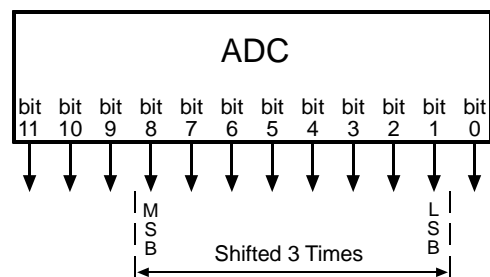 ADC
bit bit bit bit bit bit bit bit bit bit bit bit
11 10 9 8 7 6 5 4 3 2 1 0
MSB
LSB
Shifted 3 Times